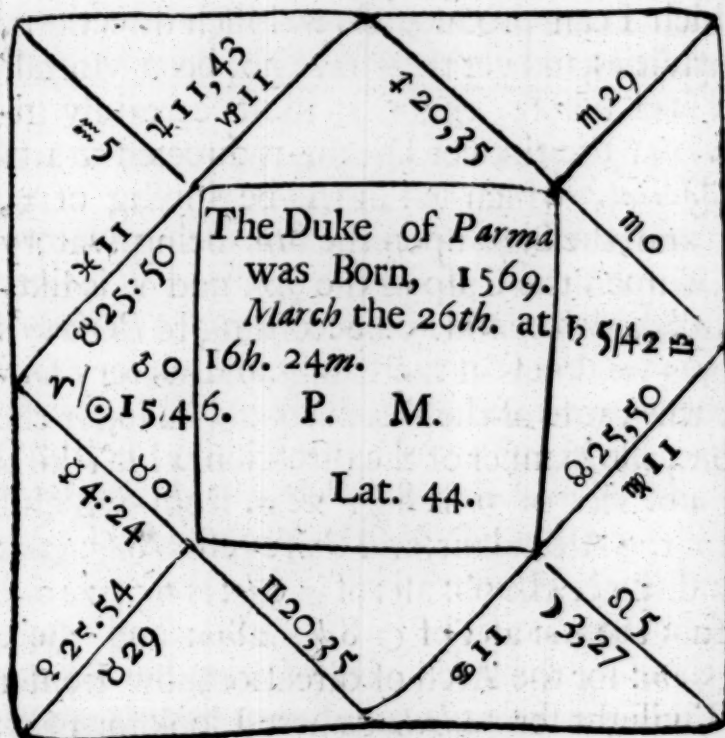 ♒5
♃11,43
♑11
♐20,35
♏29
♓11
☋25:50
♂0
The Duke of Parma
was Born, 1569.
March the 26th. at
16h. 24m.
♏0
♄ 5/42 ♎
♈/☉1546. P. M.
Lat. 44.
☊25,50
♍11
♉0
☿4:24
♀25.54
♉29
♊20,35
♋11
☽3,27
♌5